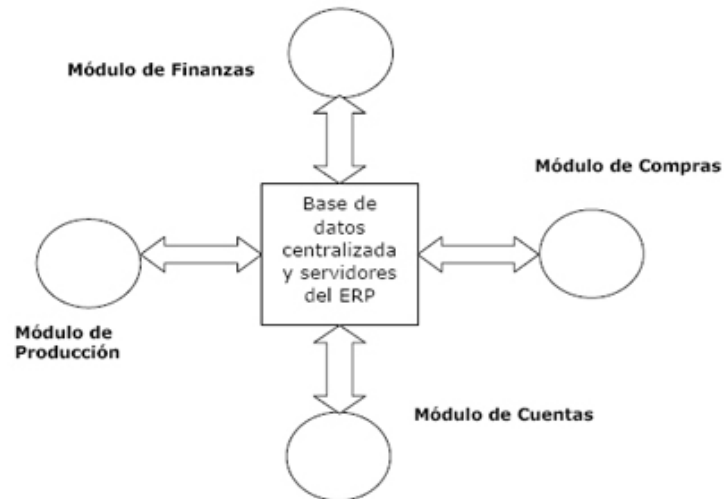 Módulo de Finanzas
Módulo de Compras
Base de
datos
centralizada
y servidores
del ERP
Módulo de
Producción
Módulo de Cuentas